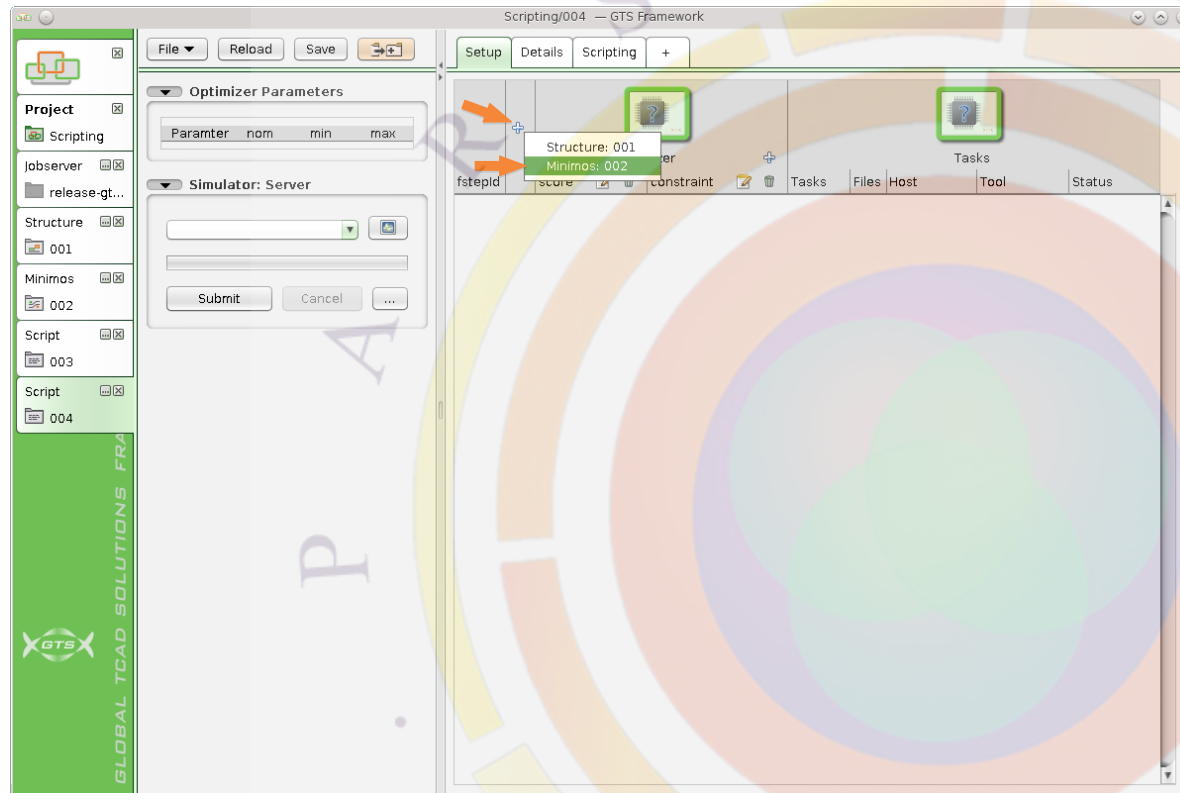 Scripting/004 — GTS Framework
File Reload Save
Setup Details Scripting +
Project
Scripting
Jobserver
release-gt...
Structure
001
Minimos
002
Script
003
Script
004
Optimizer Parameters
Paramter nom min max
Simulator: Server
Submit Cancel ...
Structure: 001
Minimos: 002
Tasks
fstepId score constraint Tasks Files Host Tool Status
GLOBAL TCAD SOLUTIONS FRA
GTS
. P A R S